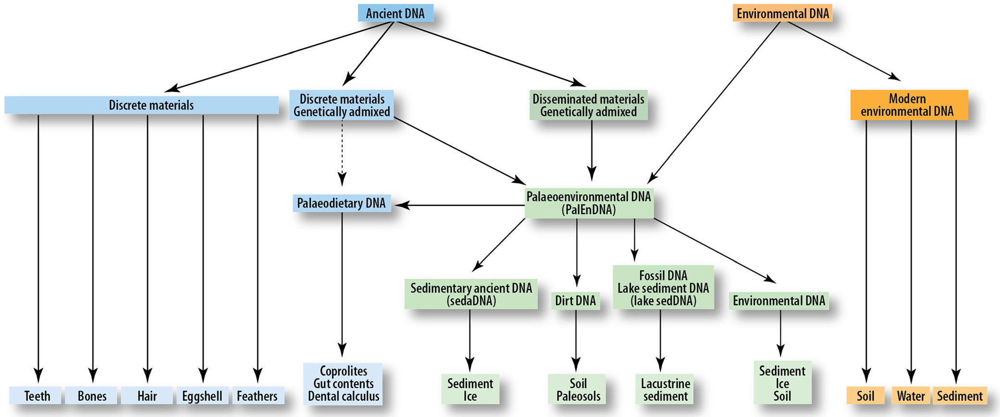 Ancient DNA
Environmental DNA
Discrete materials
Discrete materials
Genetically admixed
Disseminated materials
Genetically admixed
Modern
environmental DNA
Palaeodietary DNA
Palaeoenvironmental DNA
(PalEnDNA)
Sedimentary ancient DNA
(sedaDNA)
Dirt DNA
Fossil DNA
Lake sediment DNA
(lake sedDNA)
Environmental DNA
Teeth
Bones
Hair
Eggshell
Feathers
Coprolites
Gut contents
Dental calculus
Sediment
Ice
Soil
Paleosols
Lacustrine
sediment
Sediment
Ice
Soil
Soil
Water
Sediment